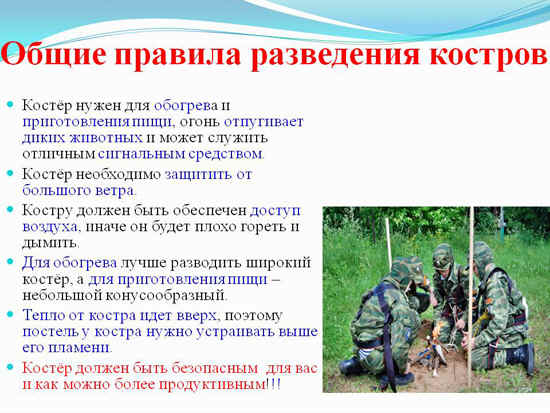 Общие правила разведения костров
Костёр нужен для обогрева и
приготовления пищи, огонь отпугивает
диких животных и может служить
отличным сигнальным средством.
Костёр необходимо защитить от
большого ветра.
Костру должен быть обеспечен доступ
воздуха, иначе он будет плохо гореть и
дымить.
Для обогрева лучше разводить широкий
костёр, а для приготовления пищи –
небольшой конусообразный.
Тепло от костра идет вверх, поэтому
постель у костра нужно устраивать выше
его пламени.
Костёр должен быть безопасным для вас
и как можно более продуктивным!!!